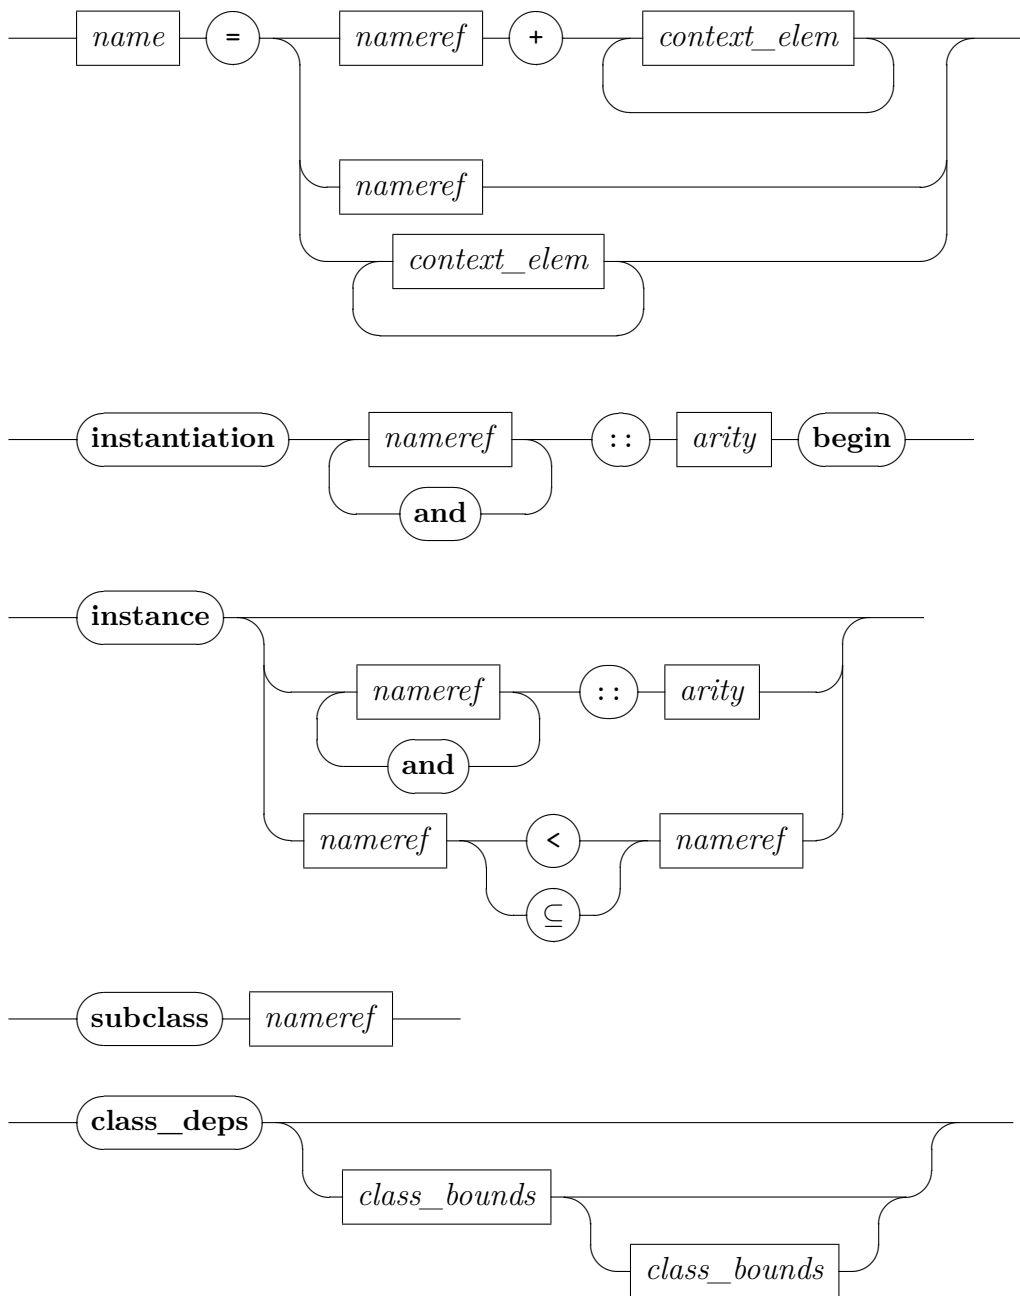 name = nameref + context_elem
nameref
context_elem
instantiation nameref :: arity begin
and
instance
nameref :: arity
and
nameref < nameref
⊆
subclass nameref
class_deps
class_bounds
class_bounds